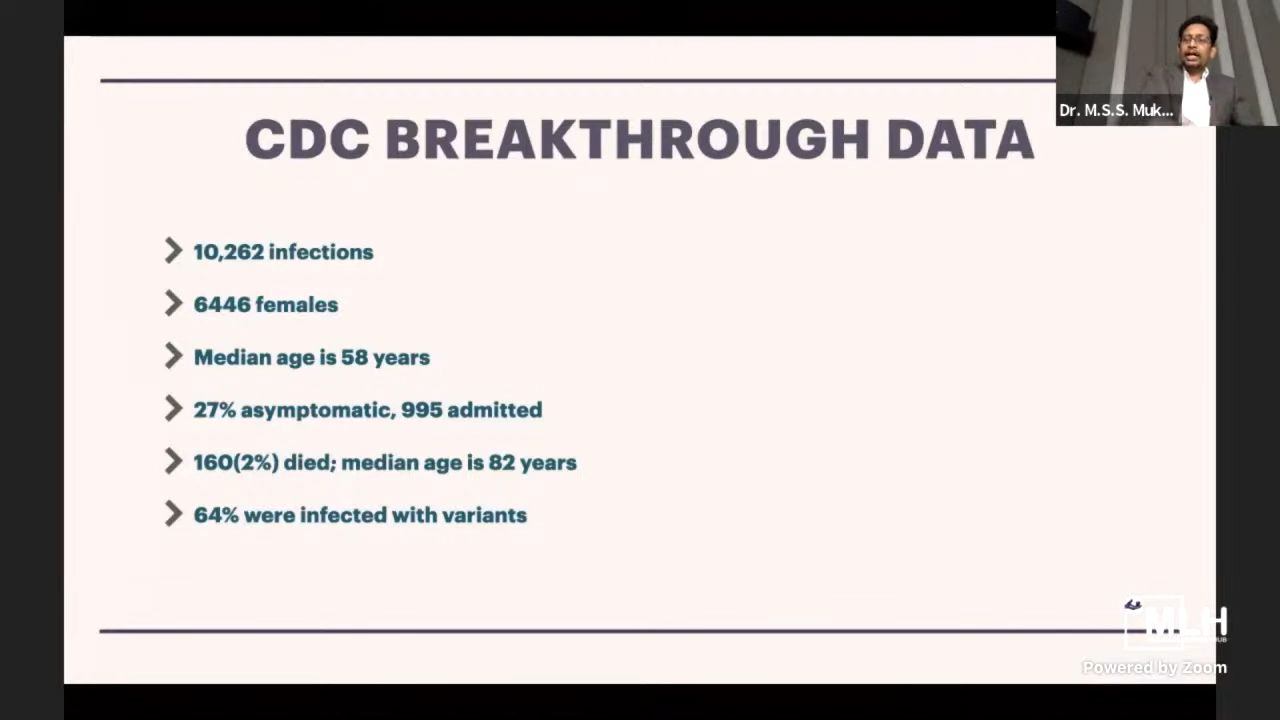 Dr. M.S.S. Muk...
CDC BREAKTHROUGH DATA
10,262 infections
6446 females
Median age is 58 years
27% asymptomatic, 995 admitted
160(2%) died; median age is 82 years
64% were infected with variants
MLH
Powered by Zoom